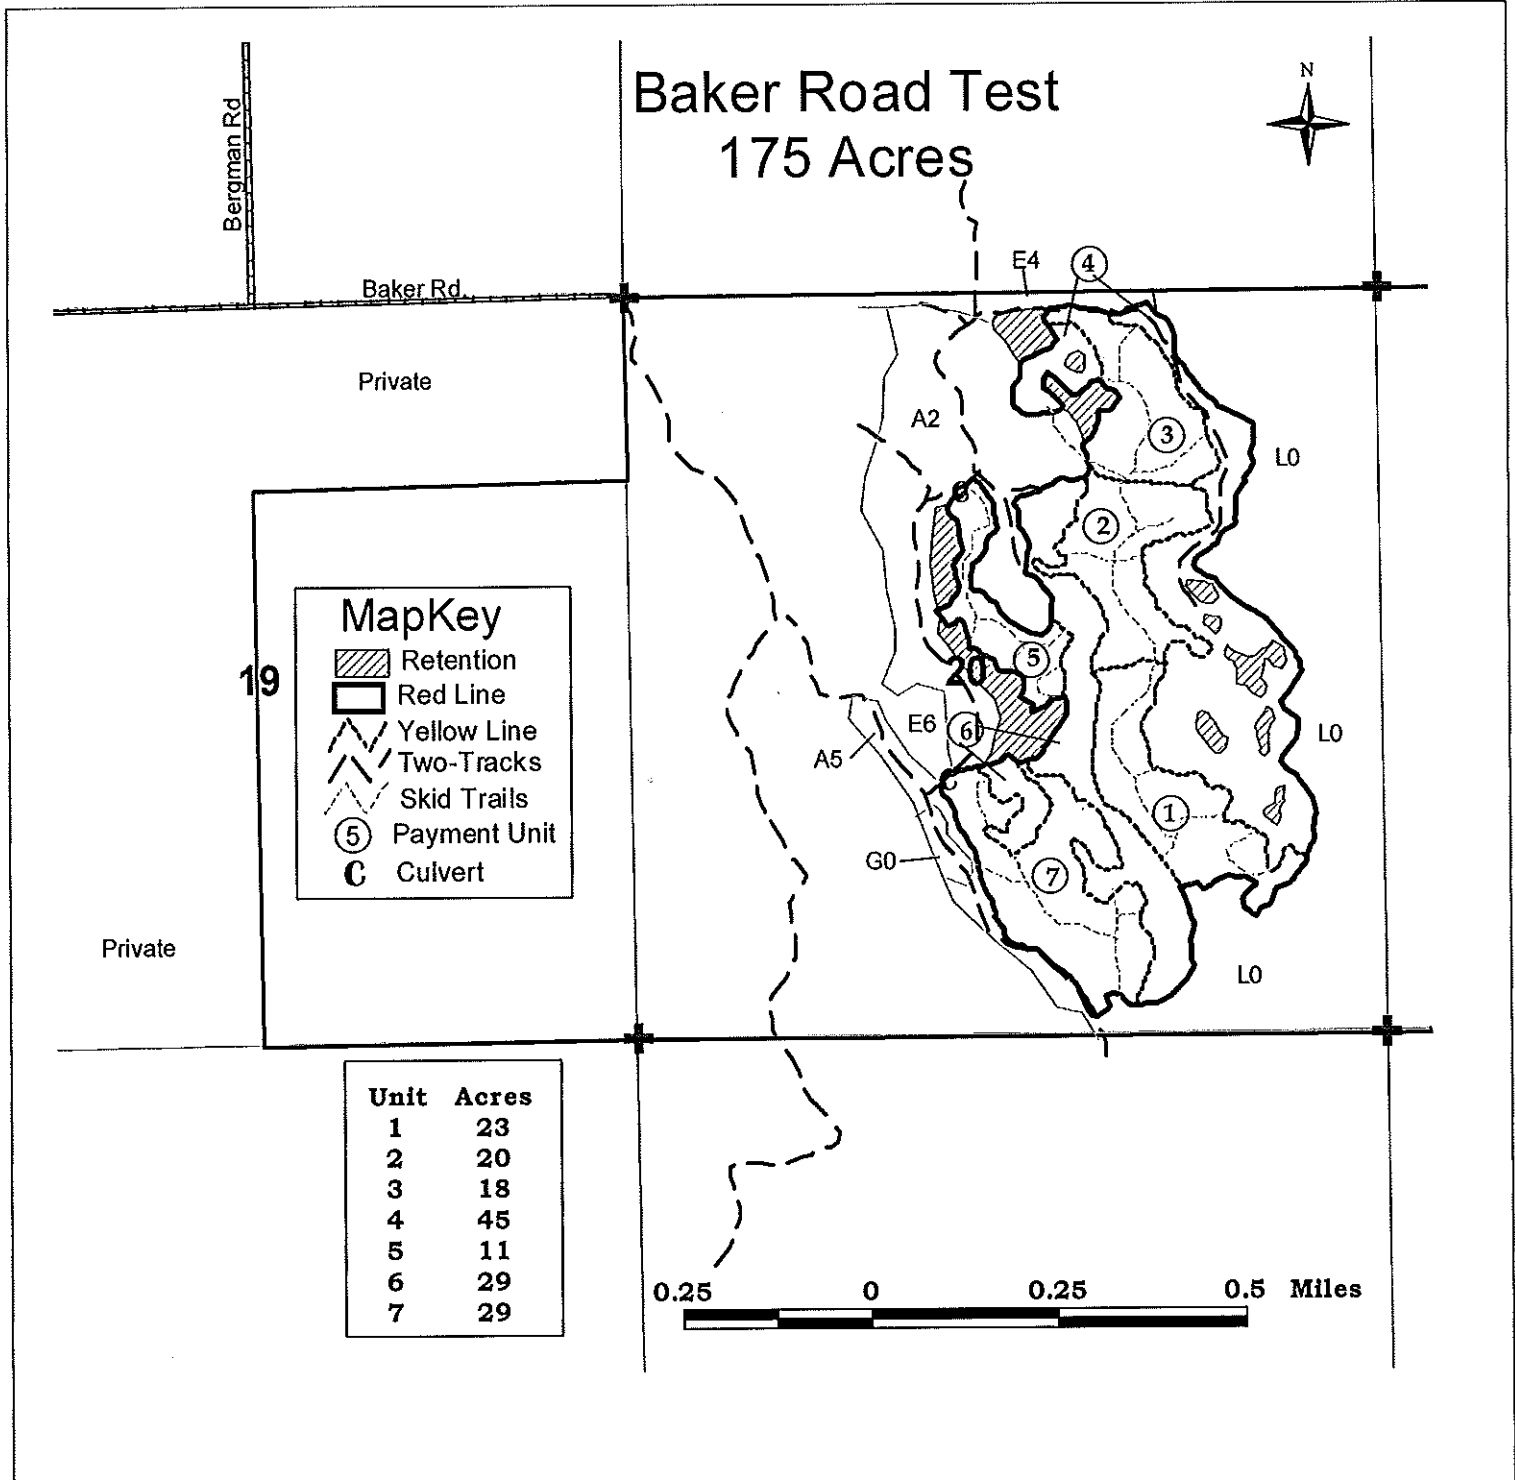 Baker Road Test
175 Acres
N
Bergman Rd
Baker Rd.
E4
4
Private
A2
3
L0
C
2
MapKey
Retention
Red Line
Yellow Line
Two-Tracks
Skid Trails
5 Payment Unit
C Culvert
19
5
20
E6
6
L0
A5
C
1
G0
7
Private
L0
Unit Acres
1 23
2 20
3 18
4 45
5 11
6 29
7 29
0.25 0 0.25 0.5 Miles